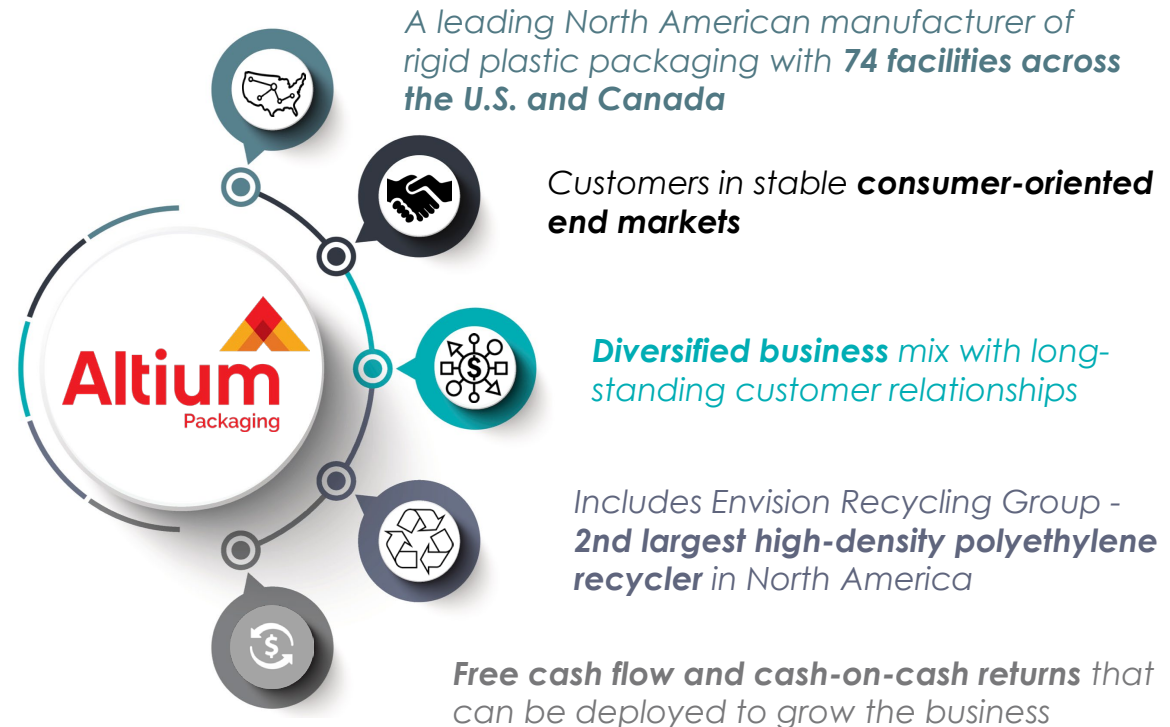 A leading North American manufacturer of
rigid plastic packaging with 74 facilities across
the U.S. and Canada
Customers in stable consumer-oriented
end markets
Altium
Packaging
Diversified business mix with long-
standing customer relationships
Includes Envision Recycling Group -
2nd largest high-density polyethylene
recycler in North America
Free cash flow and cash-on-cash returns that
can be deployed to grow the business
$
$